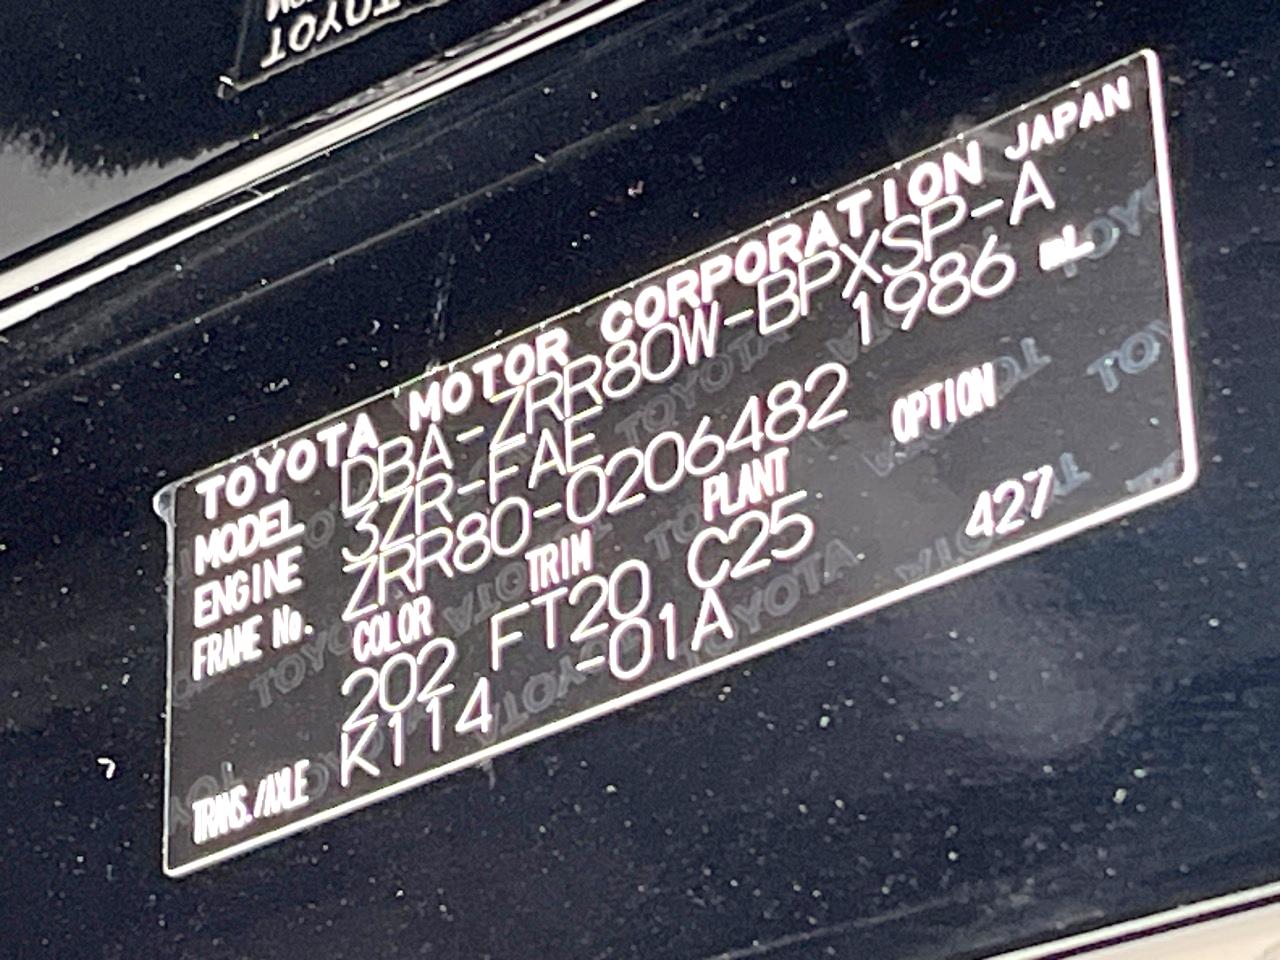 TOYOTA MOTOR CORPORATION JAPAN
MODEL DBA-ZRR80W-BPXSP-A
ENGINE 3ZR-FAE 1986 mL
FRAME No. ZRR80-0206482
COLOR TRIM PLANT OPTION
202 FT20 C25 427
TRANS./AXLE K114 -01A